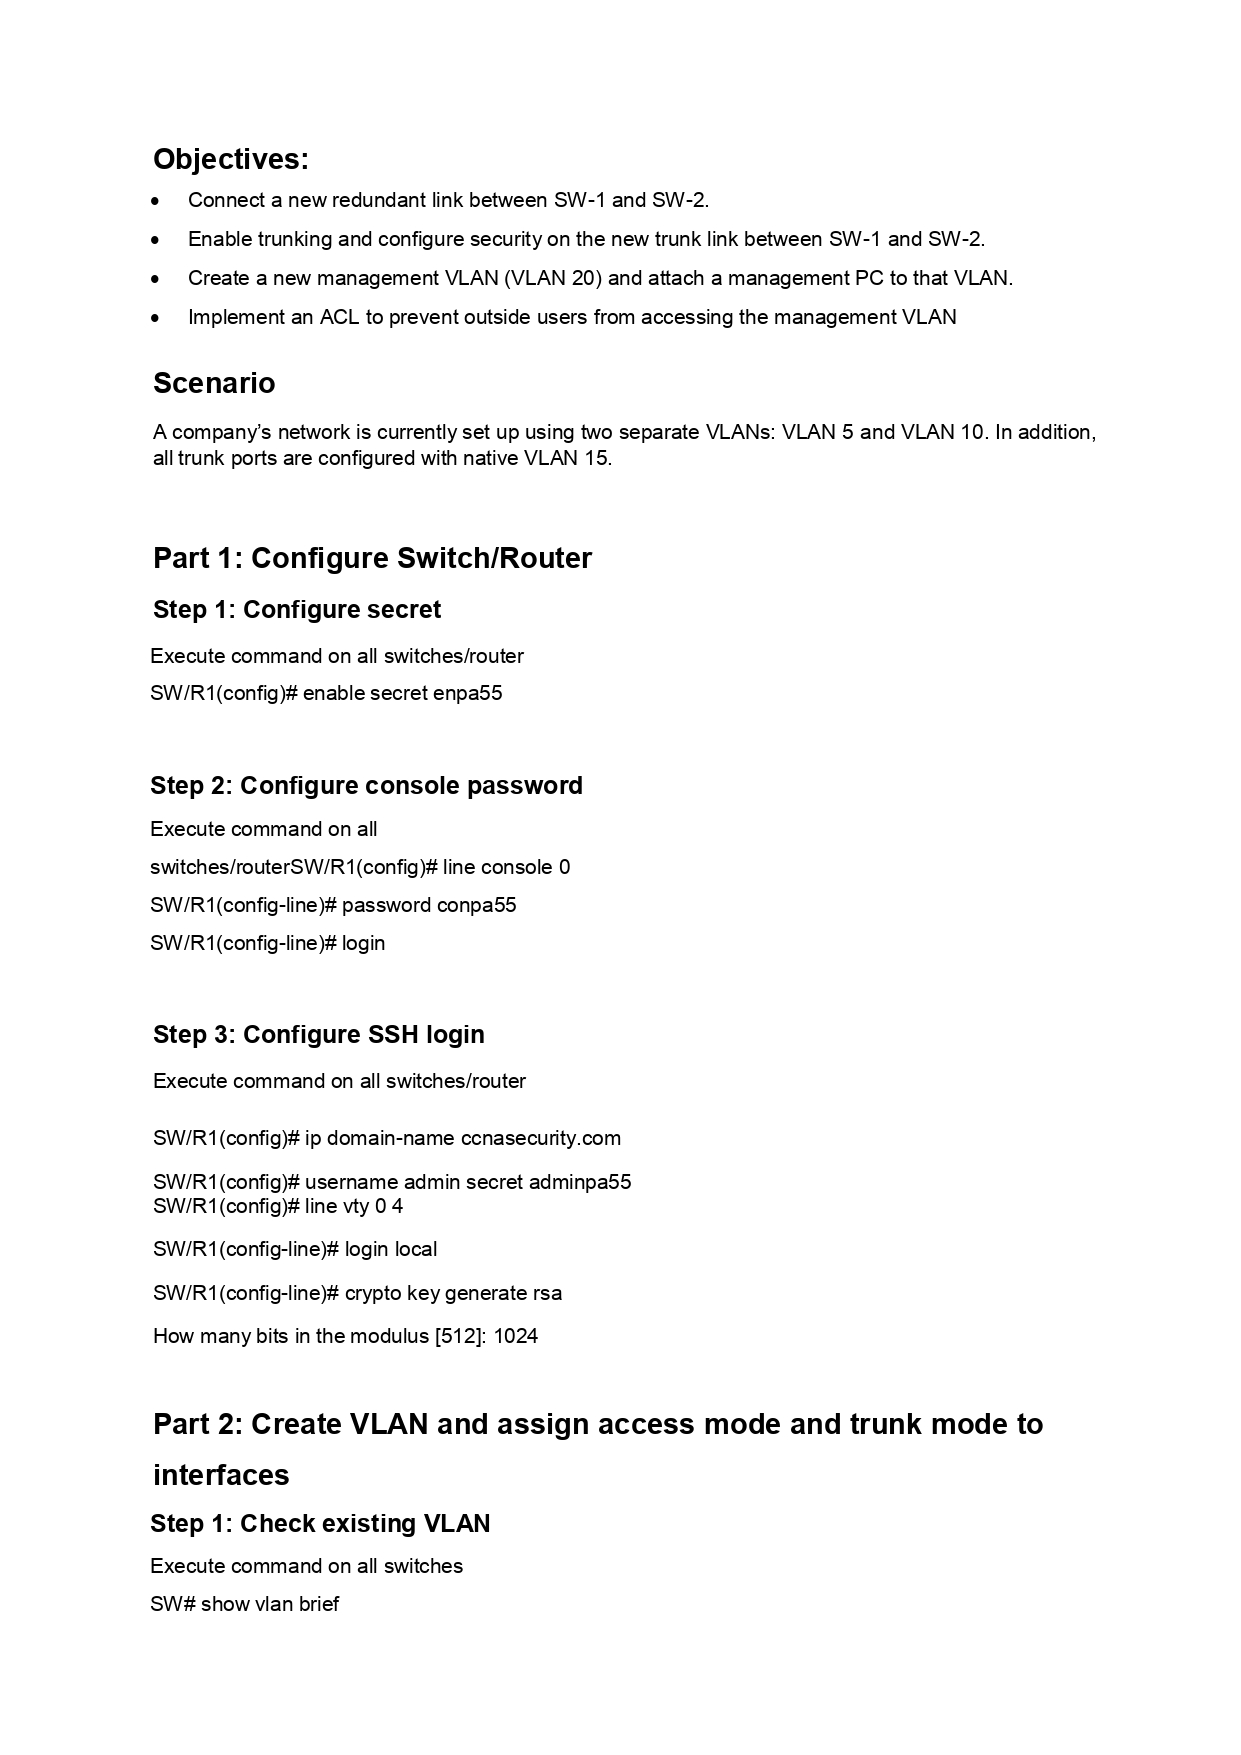 Objectives:
• Connect a new redundant link between SW-1 and SW-2.
• Enable trunking and configure security on the new trunk link between SW-1 and SW-2.
• Create a new management VLAN (VLAN 20) and attach a management PC to that VLAN.
• Implement an ACL to prevent outside users from accessing the management VLAN
Scenario
A company’s network is currently set up using two separate VLANs: VLAN 5 and VLAN 10. In addition,
all trunk ports are configured with native VLAN 15.
Part 1: Configure Switch/Router
Step 1: Configure secret
Execute command on all switches/router
SW/R1(config)# enable secret enpa55
Step 2: Configure console password
Execute command on all
switches/routerSW/R1(config)# line console 0
SW/R1(config-line)# password conpa55
SW/R1(config-line)# login
Step 3: Configure SSH login
Execute command on all switches/router
SW/R1(config)# ip domain-name ccnasecurity.com
SW/R1(config)# username admin secret adminpa55
SW/R1(config)# line vty 0 4
SW/R1(config-line)# login local
SW/R1(config-line)# crypto key generate rsa
How many bits in the modulus [512]: 1024
Part 2: Create VLAN and assign access mode and trunk mode to
interfaces
Step 1: Check existing VLAN
Execute command on all switches
SW# show vlan brief